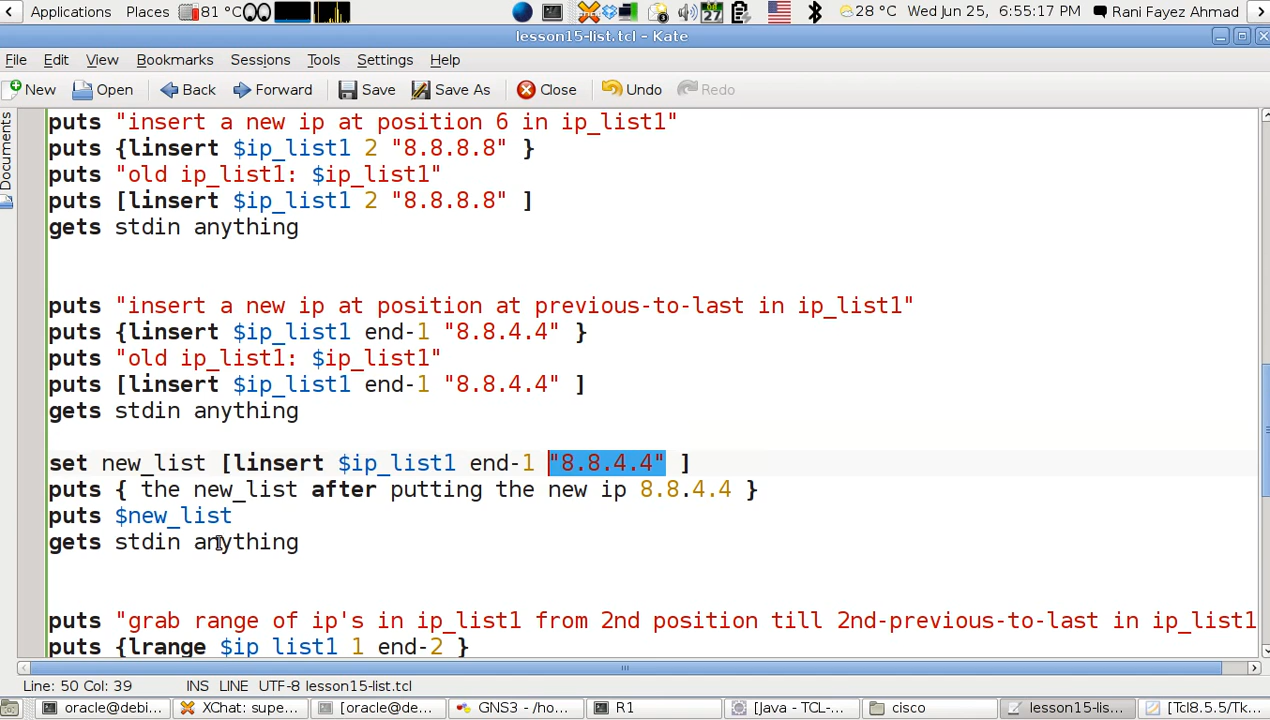 Applications Places 81 °C 27 28 °C Wed Jun 25, 6:55:17 PM Rani Fayez Ahmad
lesson15-list.tcl – Kate
File Edit View Bookmarks Sessions Tools Settings Help
New Open Back Forward Save Save As Close Undo Redo
Documents
puts "insert a new ip at position 6 in ip_list1"
puts {linsert $ip_list1 2 "8.8.8.8" }
puts "old ip_list1: $ip_list1"
puts [linsert $ip_list1 2 "8.8.8.8" ]
gets stdin anything
puts "insert a new ip at position at previous-to-last in ip_list1"
puts {linsert $ip_list1 end-1 "8.8.4.4" }
puts "old ip_list1: $ip_list1"
puts [linsert $ip_list1 end-1 "8.8.4.4" ]
gets stdin anything
set new_list [linsert $ip_list1 end-1 "8.8.4.4" ]
puts { the new_list after putting the new ip 8.8.4.4 }
puts $new_list
gets stdin anything
puts "grab range of ip's in ip_list1 from 2nd position till 2nd-previous-to-last in ip_list1
puts {lrange $ip_list1 1 end-2 }
Line: 50 Col: 39 INS LINE UTF-8 lesson15-list.tcl
oracle@debi... XChat: supe... [oracle@de... GNS3 - /ho... R1 [Java - TCL-... cisco lesson15-lis... [Tcl8.5.5/Tk...